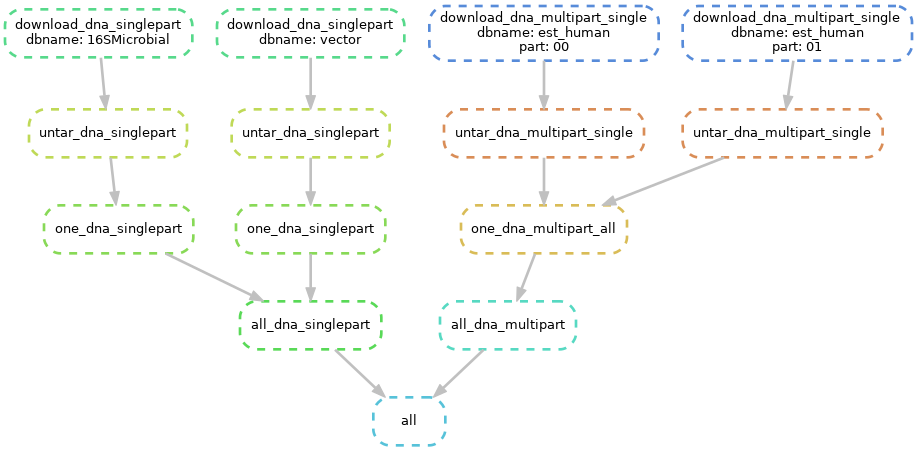 download_dna_singlepart
dbname: 16SMicrobial
download_dna_singlepart
dbname: vector
download_dna_multipart_single
dbname: est_human
part: 00
download_dna_multipart_single
dbname: est_human
part: 01
untar_dna_singlepart
untar_dna_singlepart
untar_dna_multipart_single
untar_dna_multipart_single
one_dna_singlepart
one_dna_singlepart
one_dna_multipart_all
all_dna_singlepart
all_dna_multipart
all